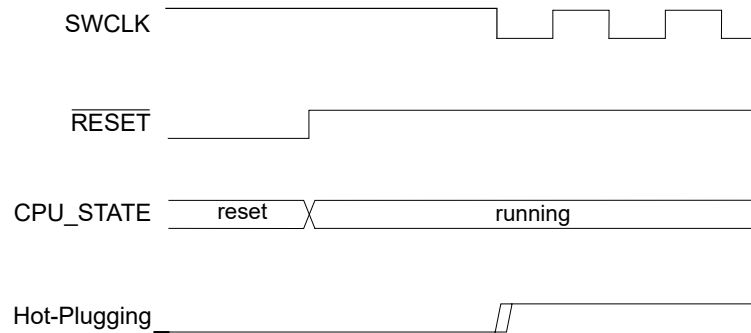 SWCLK
RESET
CPU_STATE
reset
running
Hot-Plugging